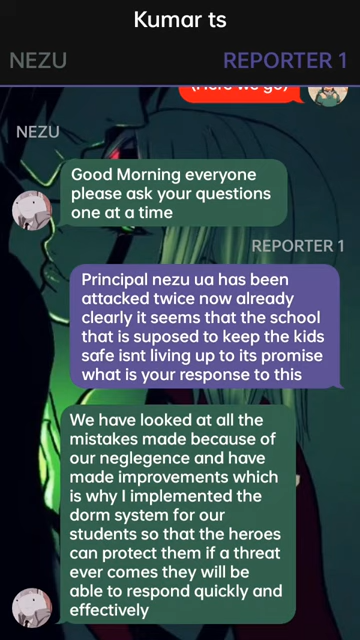 Kumar ts
NEZU
REPORTER 1
(Here we go)
NEZU
Good Morning everyone
please ask your questions
one at a time
REPORTER 1
Principal nezu ua has been
attacked twice now already
clearly it seems that the school
that is suposed to keep the kids
safe isnt living up to its promise
what is your response to this
We have looked at all the
mistakes made because of
our neglegence and have
made improvements which
is why I implemented the
dorm system for our
students so that the heroes
can protect them if a threat
ever comes they will be
able to respond quickly and
effectively